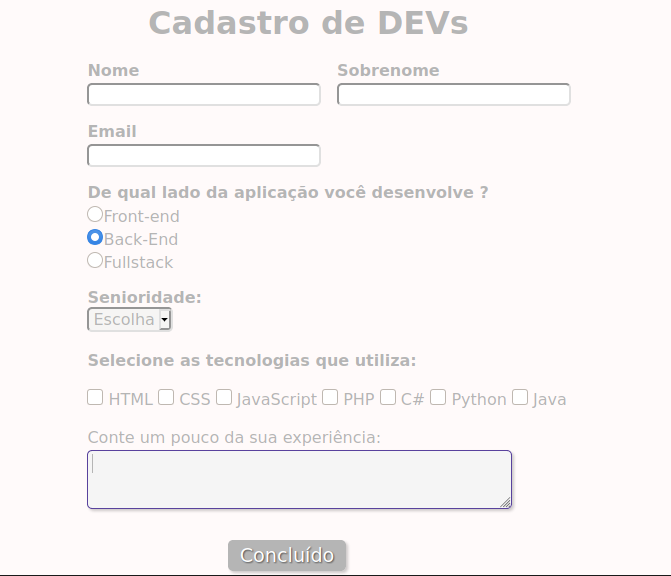 Cadastro de DEVs
Nome Sobrenome
Email
De qual lado da aplicação você desenvolve ?
Front-end
Back-End
Fullstack
Senioridade:
Escolha
Selecione as tecnologias que utiliza:
HTML CSS JavaScript PHP C# Python Java
Conte um pouco da sua experiência:
Concluído